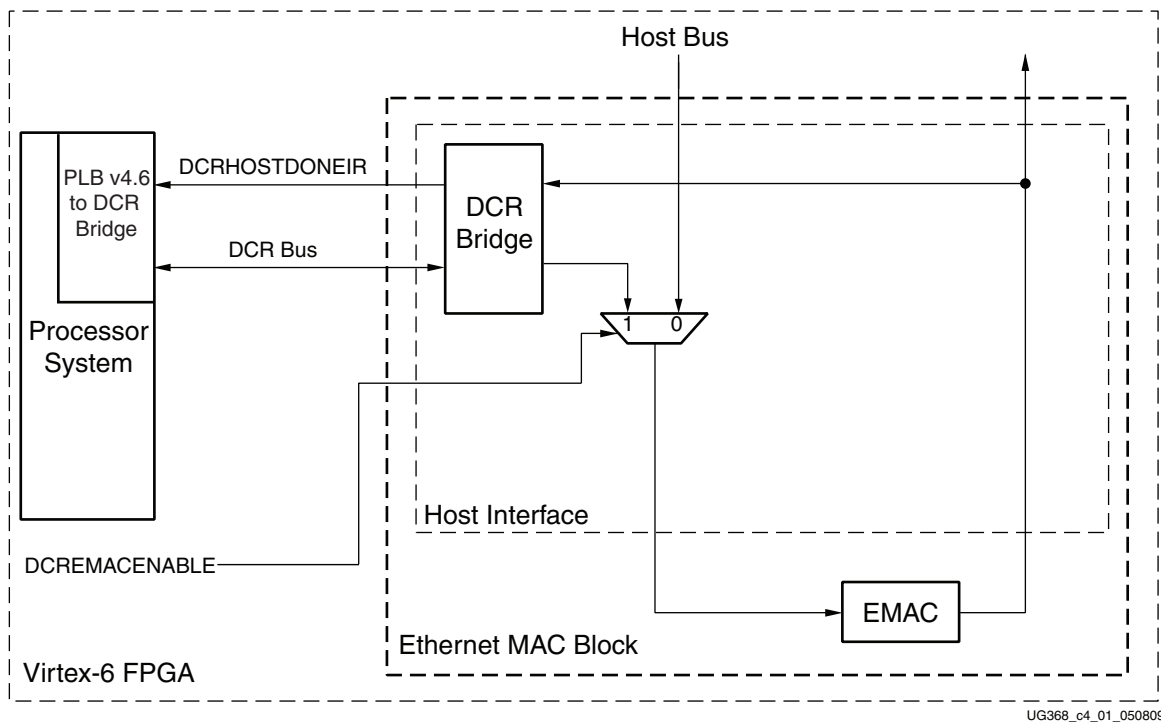 Host Bus
PLB v4.6
to DCR
Bridge
DCRHOSTDONEIR
DCR
Bridge
DCR Bus
1 0
Processor
System
Host Interface
DCREMACENABLE
EMAC
Ethernet MAC Block
Virtex-6 FPGA
UG368_c4_01_050809